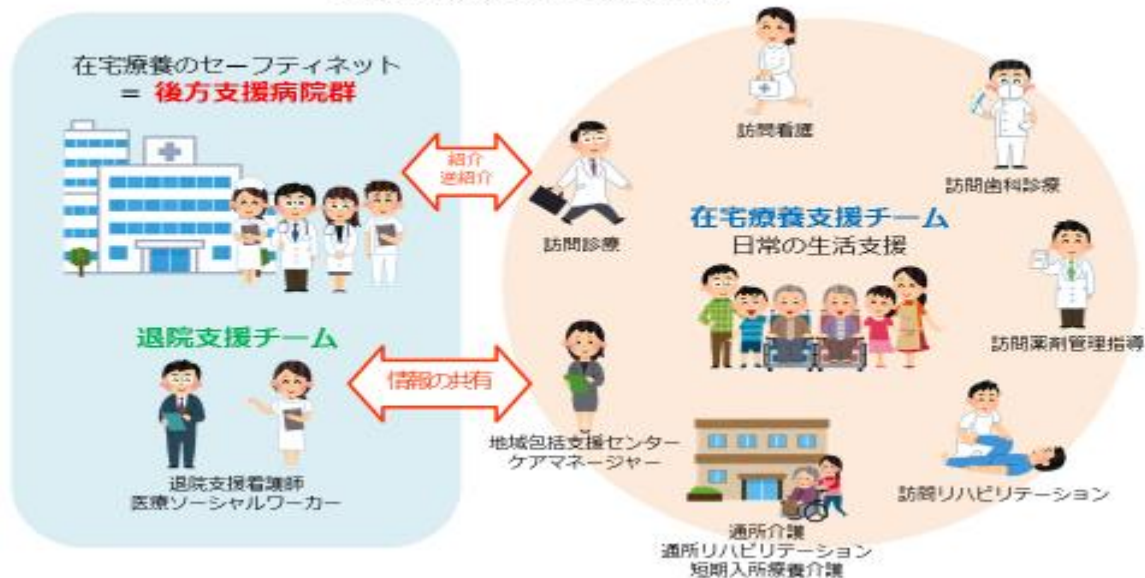 在宅療養のセーフティネット
= 後方支援病院群
退院支援チーム
退院支援看護師
医療ソーシャルワーカー
紹介
逆紹介
情報の共有
訪問診療
訪問看護
訪問歯科診療
在宅療養支援チーム
日常の生活支援
訪問薬剤管理指導
地域包括支援センター
ケアマネージャー
訪問リハビリテーション
通所介護
通所リハビリテーション
短期入所療養介護